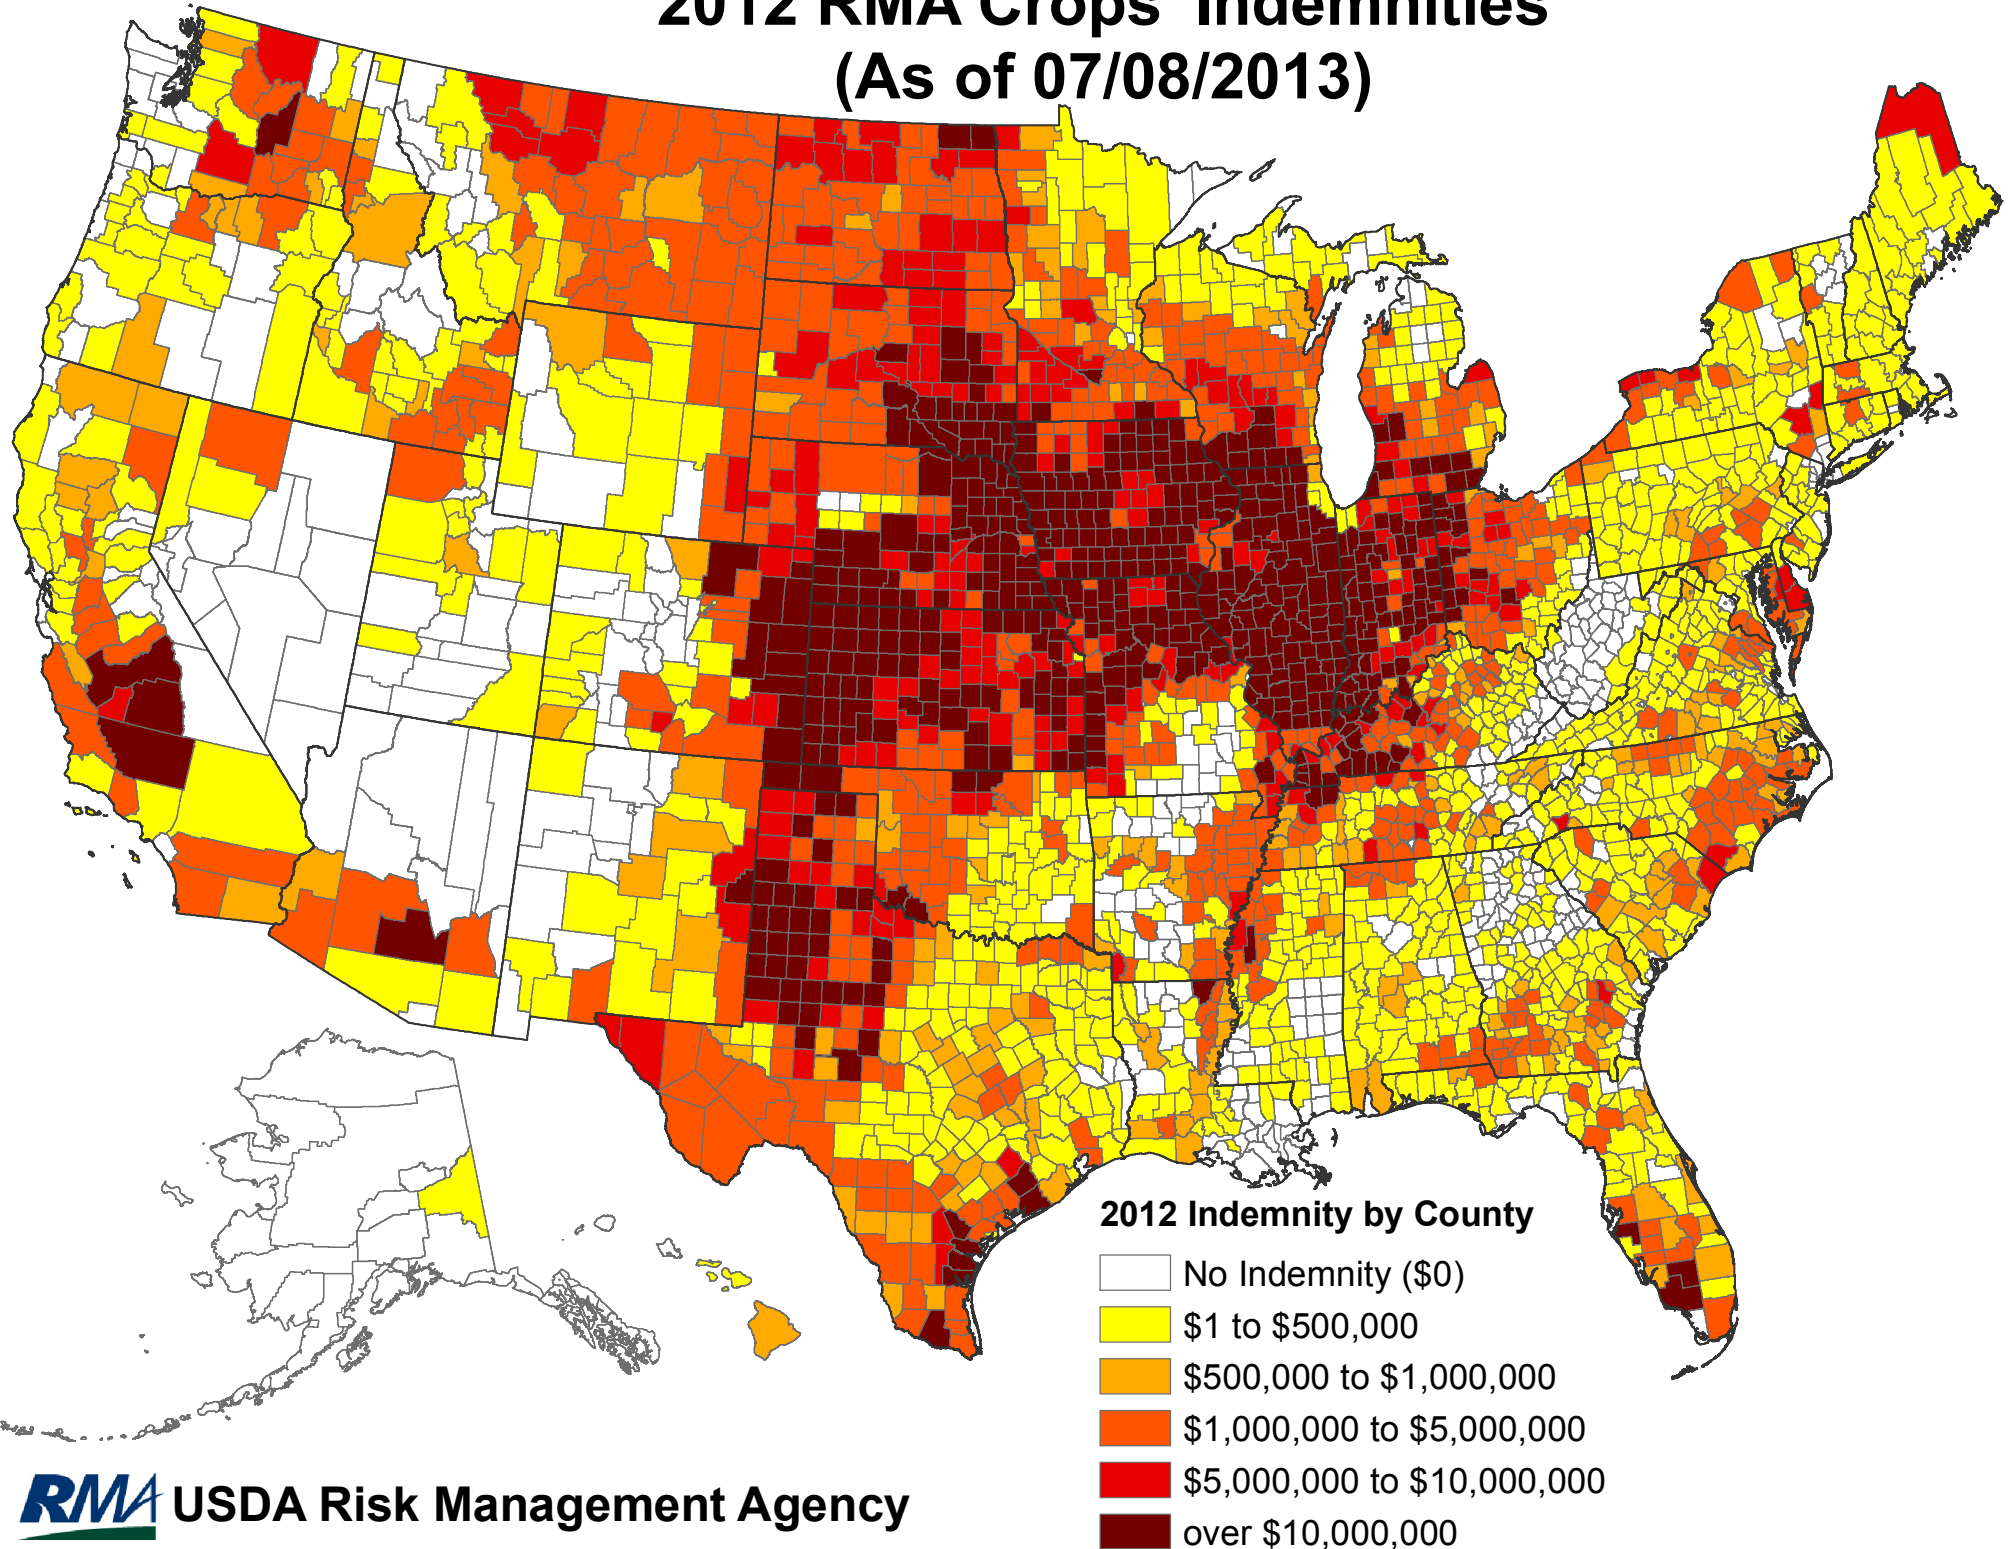 2012 RMA Crops' Indemnities
(As of 07/08/2013)
2012 Indemnity by County
No Indemnity ($0)
$1 to $500,000
$500,000 to $1,000,000
$1,000,000 to $5,000,000
$5,000,000 to $10,000,000
over $10,000,000
RMA USDA Risk Management Agency